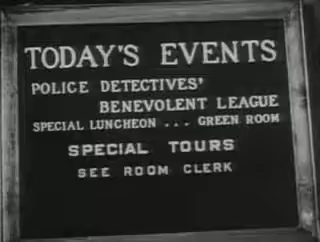 TODAY'S EVENTS
POLICE DETECTIVES'
BENEVOLENT LEAGUE
SPECIAL LUNCHEON ... GREEN ROOM
SPECIAL TOURS
SEE ROOM CLERK